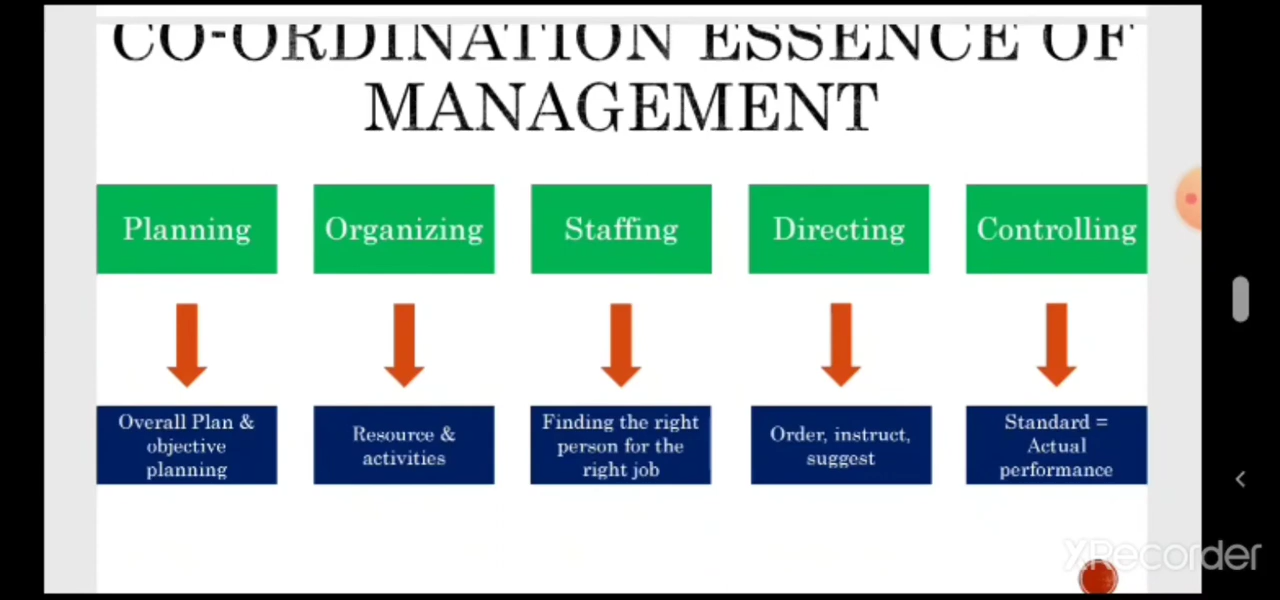 CO-ORDINATION ESSENCE OF
MANAGEMENT
Planning
Organizing
Staffing
Directing
Controlling
Overall Plan &
objective
planning
Resource &
activities
Finding the right
person for the
right job
Order, instruct,
suggest
Standard =
Actual
performance
XRecorder